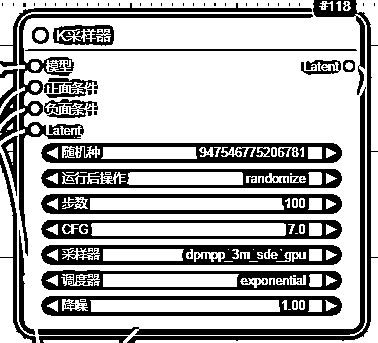 #118
K采样器
模型
Latent
正面条件
负面条件
Latent
随机种 947546775206781
运行后操作 randomize
步数 100
CFG 7.0
采样器 dpmpp_3m_sde_gpu
调度器 exponential
降噪 1.00